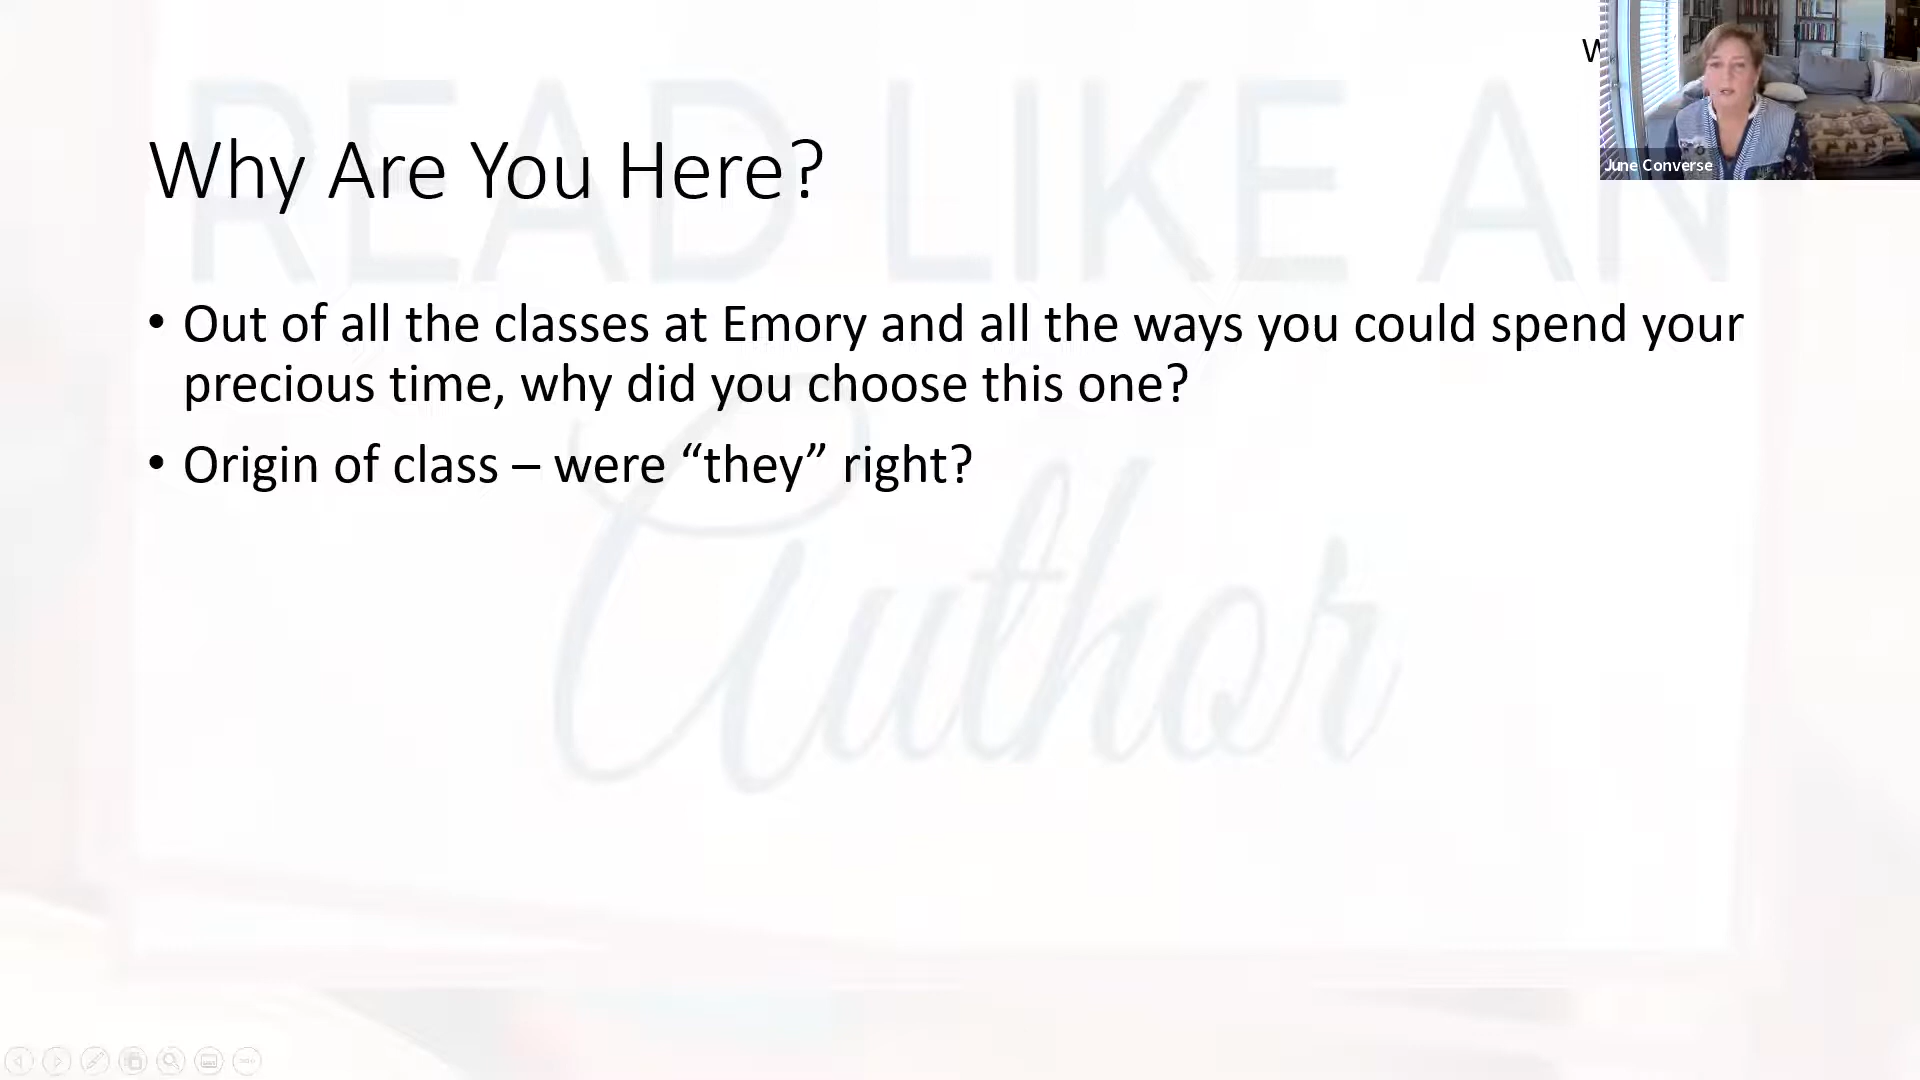 READ LIKE AN
Author
Why Are You Here?
• Out of all the classes at Emory and all the ways you could spend your
precious time, why did you choose this one?
• Origin of class – were “they” right?
June Converse